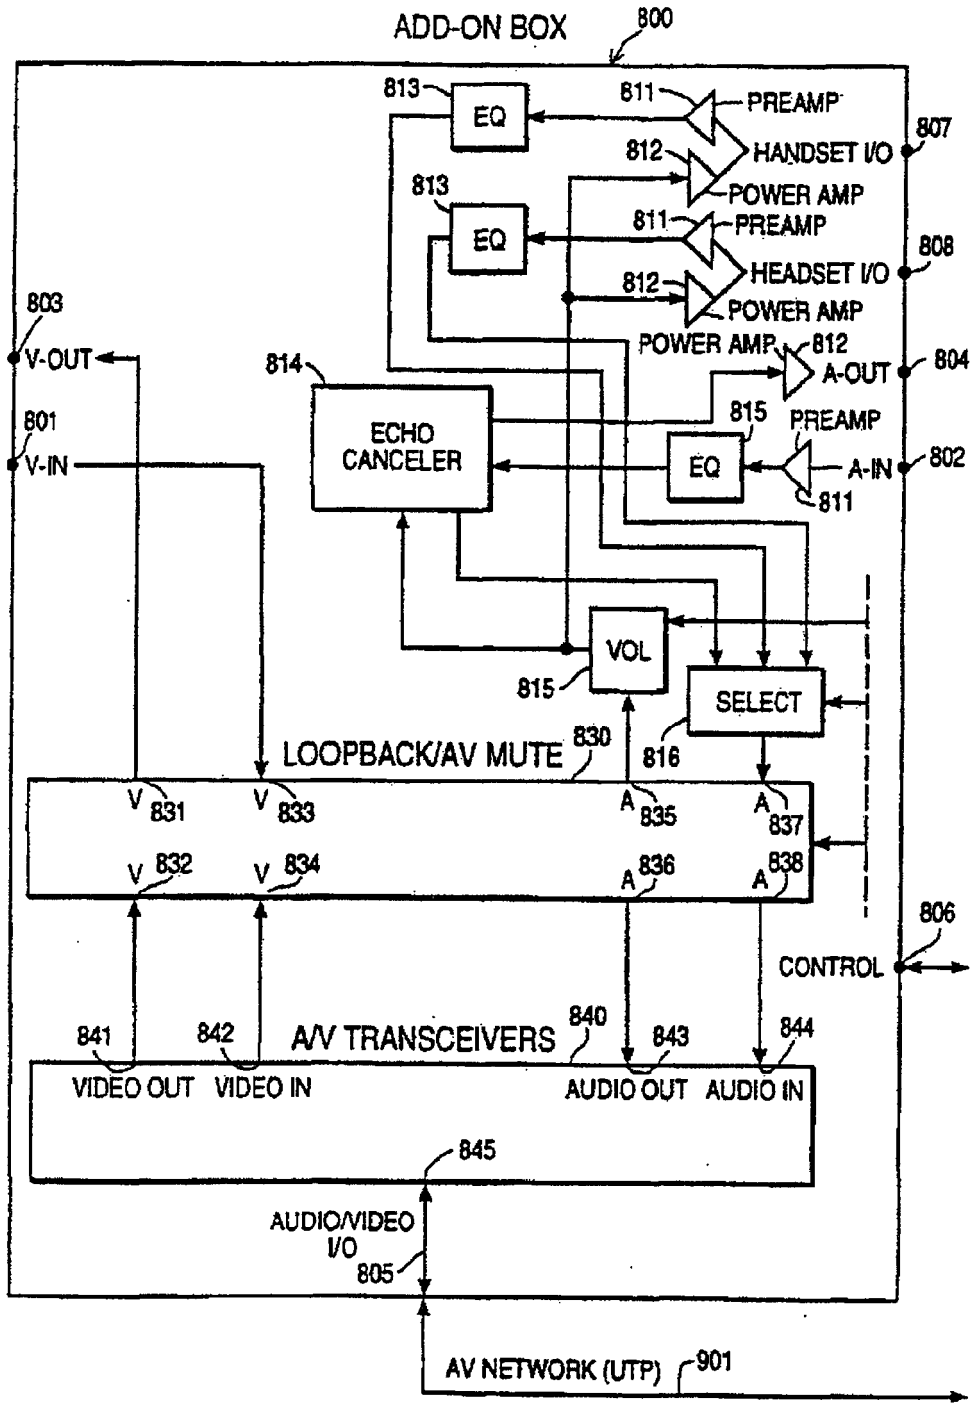 ADD-ON BOX
800
813
EQ
811
PREAMP
807
HANDSET I/O
812
POWER AMP
813
EQ
811
PREAMP
808
HEADSET I/O
812
POWER AMP
803
V-OUT
POWER AMP
812
A-OUT
804
814
ECHO
CANCELER
801
V-IN
815
EQ
PREAMP
811
A-IN
802
VOL
815
SELECT
816
LOOPBACK/AV MUTE
830
V
831
V
833
A
835
A
837
V
832
V
834
A
836
A
838
806
CONTROL
A/V TRANSCEIVERS
840
841
842
843
844
VIDEO OUT
VIDEO IN
AUDIO OUT
AUDIO IN
845
AUDIO/VIDEO
I/O
805
AV NETWORK (UTP)
901